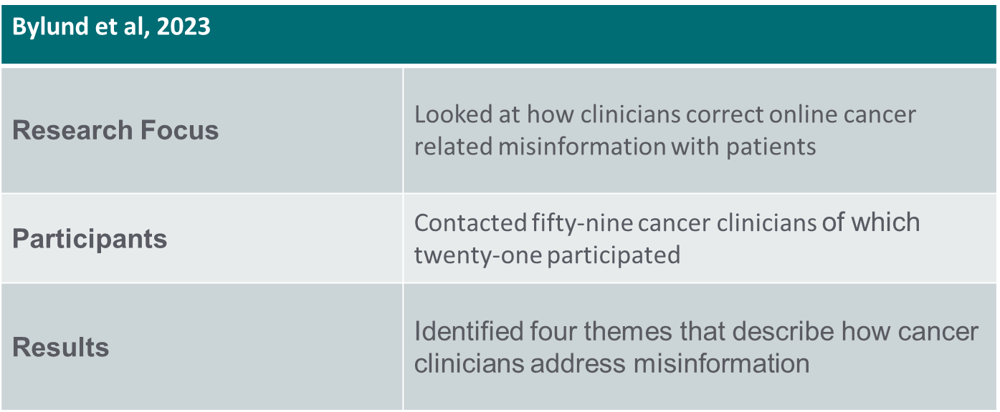 Bylund et al, 2023
Research Focus
Looked at how clinicians correct online cancer
related misinformation with patients
Participants
Contacted fifty-nine cancer clinicians of which
twenty-one participated
Results
Identified four themes that describe how cancer
clinicians address misinformation